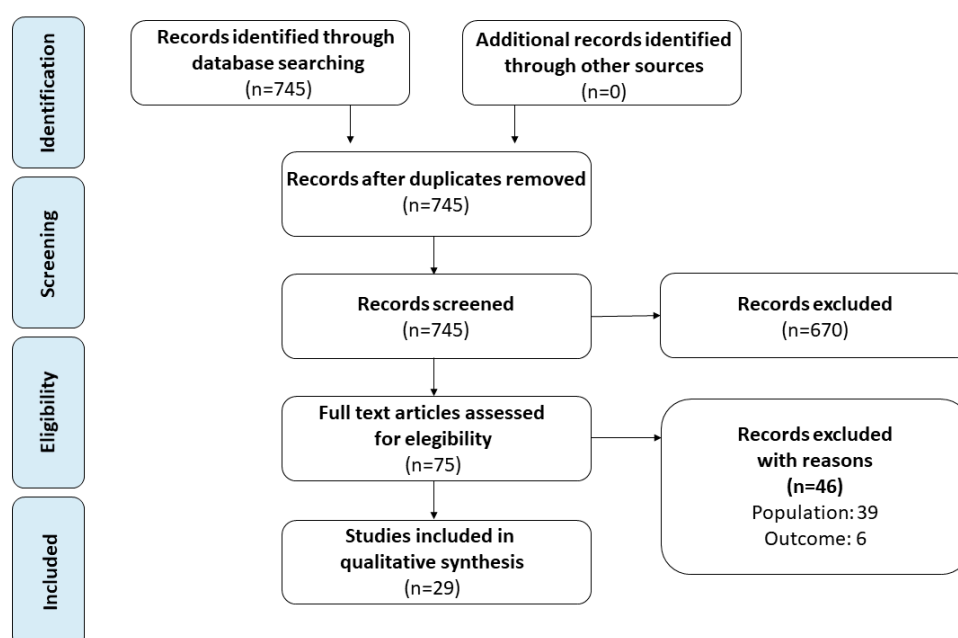 Identification
Records identified through
database searching
(n=745)
Additional records identified
through other sources
(n=0)
Records after duplicates removed
(n=745)
Screening
Records screened
(n=745)
Records excluded
(n=670)
Eligibility
Full text articles assessed
for elegibility
(n=75)
Records excluded
with reasons
(n=46)
Population: 39
Outcome: 6
Included
Studies included in
qualitative synthesis
(n=29)